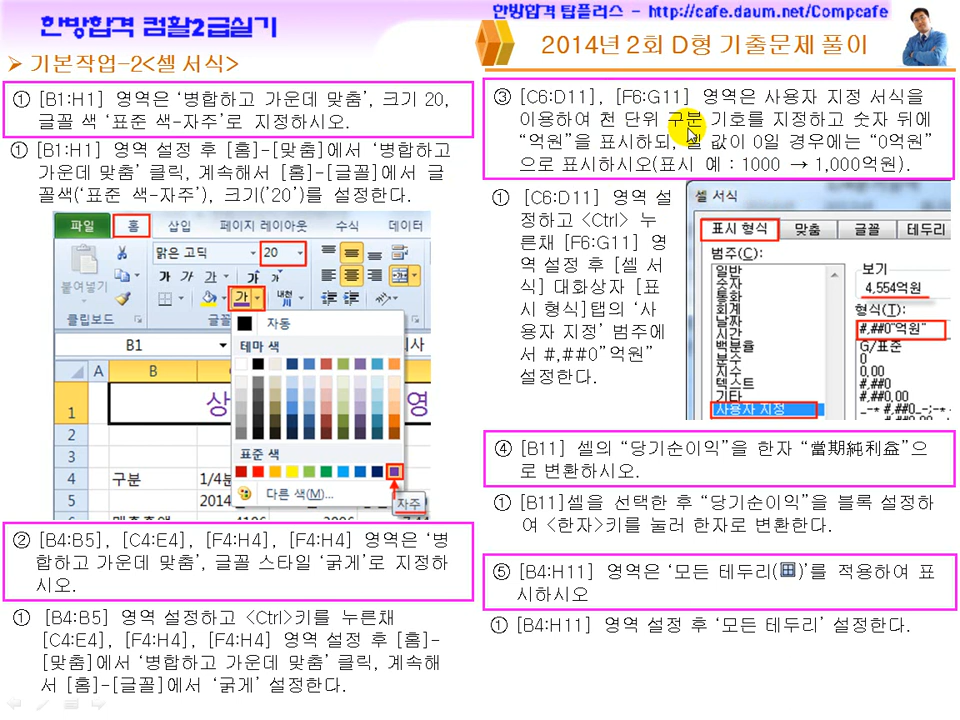 한방합격 컴활2급실기
한방합격 탑플러스 - http://cafe.daum.net/Compcafe
2014년 2회 D형 기출문제 풀이
➢ 기본작업-2<셀 서식>
① [B1:H1] 영역은 ‘병합하고 가운데 맞춤’, 크기 20,
글꼴 색 ‘표준 색-자주’로 지정하시오.
① [B1:H1] 영역 설정 후 [홈]-[맞춤]에서 ‘병합하고
가운데 맞춤’ 클릭, 계속해서 [홈]-[글꼴]에서 글
꼴색(‘표준 색-자주’), 크기(’20’)를 설정한다.
파일 홈 삽입 페이지 레이아웃 수식 데이터
맑은 고딕 20
붙여넣기 가 가 가 가 가
가 내천
클립보드 글꼴
B1
자동
테마 색
표준 색
다른 색(M)...
자주
A B
1 상 영
2
3
4 구분 1/4분
5 2014
② [B4:B5], [C4:E4], [F4:H4], [F4:H4] 영역은 ‘병
합하고 가운데 맞춤’, 글꼴 스타일 ‘굵게’로 지정하
시오.
① [B4:B5] 영역 설정하고 <Ctrl>키를 누른채
[C4:E4], [F4:H4], [F4:H4] 영역 설정 후 [홈]-
[맞춤]에서 ‘병합하고 가운데 맞춤’ 클릭, 계속해
서 [홈]-[글꼴]에서 ‘굵게’ 설정한다.
③ [C6:D11], [F6:G11] 영역은 사용자 지정 서식을
이용하여 천 단위 구분 기호를 지정하고 숫자 뒤에
“억원”을 표시하되, 셀 값이 0일 경우에는 “0억원”
으로 표시하시오(표시 예 : 1000 → 1,000억원).
① [C6:D11] 영역 설
정하고 <Ctrl> 누
른채 [F6:G11] 영
역 설정 후 [셀 서
식] 대화상자 [표
시 형식]탭의 ‘사
용자 지정’ 범주에
서 #,##0”억원”
설정한다.
셀 서식
표시 형식 맞춤 글꼴 테두리
범주(C):
일반
숫자
통화
회계
날짜
시간
백분율
분수
지수
텍스트
기타
사용자 지정
보기
4,554억원
형식(T):
#,##0"억원"
G/표준
0
0.00
#,##0
#,##0.00
④ [B11] 셀의 “당기순이익”을 한자 “當期純利益”으
로 변환하시오.
① [B11]셀을 선택한 후 “당기순이익”을 블록 설정하
여 <한자>키를 눌러 한자로 변환한다.
⑤ [B4:H11] 영역은 ‘모든 테두리(⊞)’를 적용하여 표
시하시오
① [B4:H11] 영역 설정 후 ‘모든 테두리’ 설정한다.